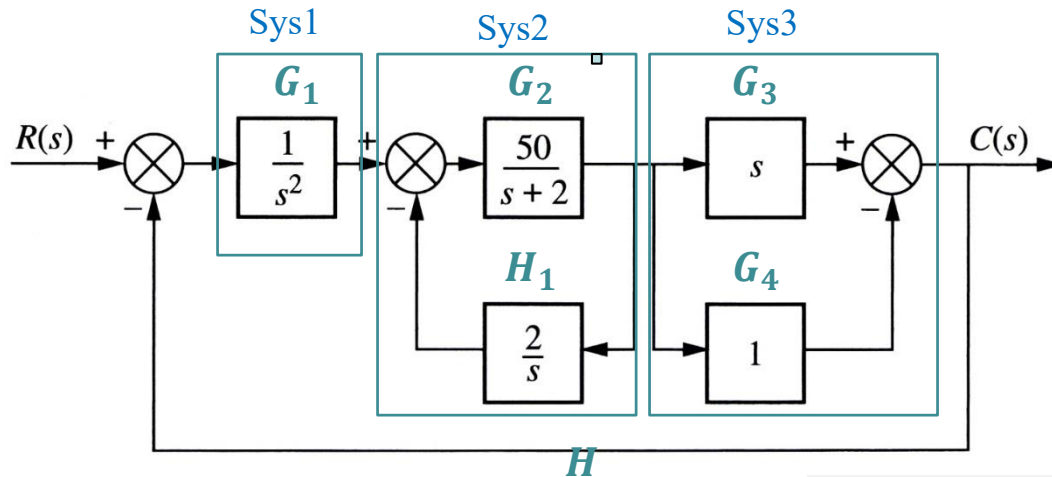 Sys1
Sys2
Sys3
G₁
G₂
G₃
R(s)
+
1
s²
+
50
s + 2
s
+
C(s)
−
−
−
H₁
G₄
2
s
1
H